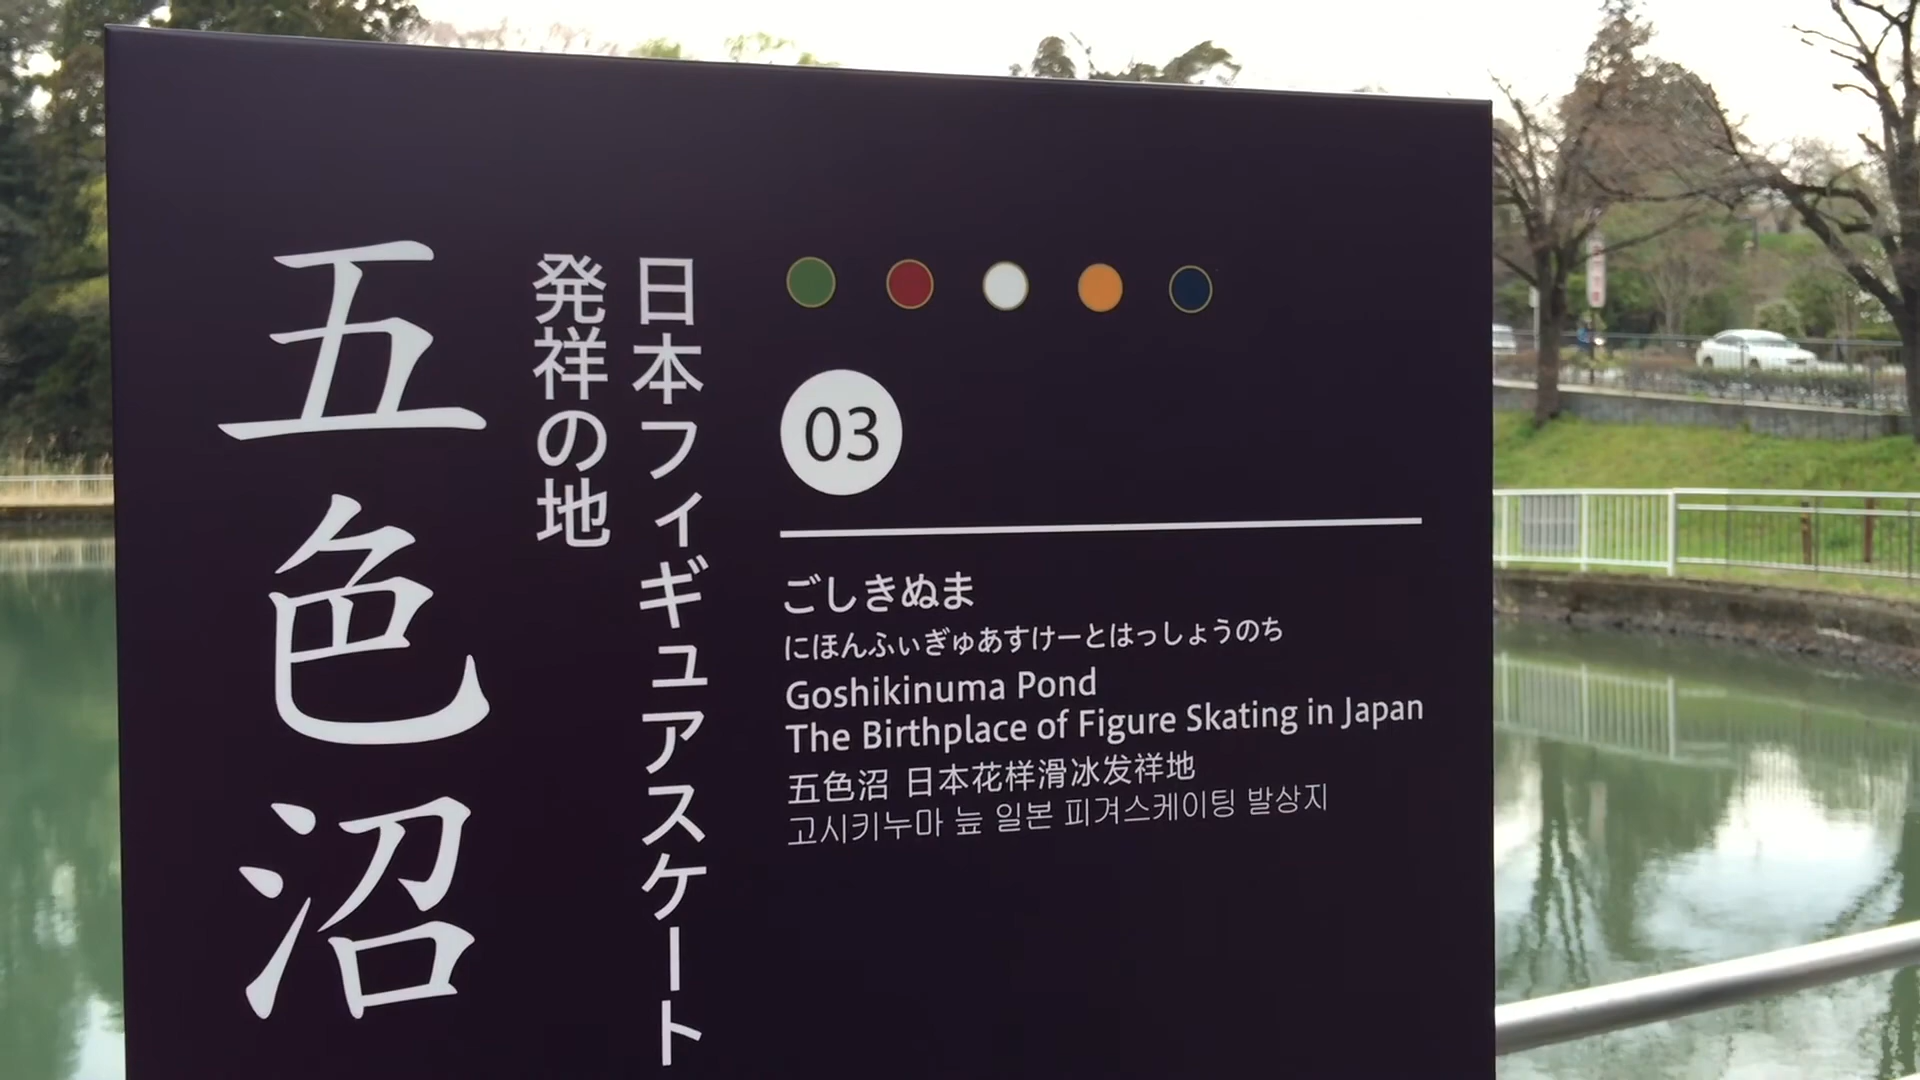 五色沼
日本フィギュアスケート
発祥の地
03
ごしきぬま
にほんふぃぎゅあすけーとはっしょうのち
Goshikinuma Pond
The Birthplace of Figure Skating in Japan
五色沼 日本花样滑冰发祥地
고시키누마 늪 일본 피겨스케이팅 발상지